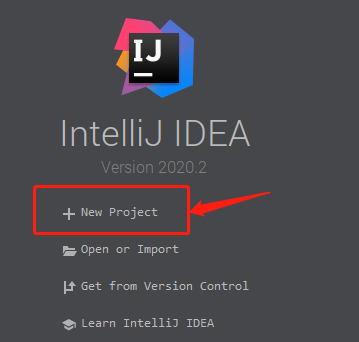 IJ
IntelliJ IDEA
Version 2020.2
New Project
Open or Import
Get from Version Control
Learn IntelliJ IDEA